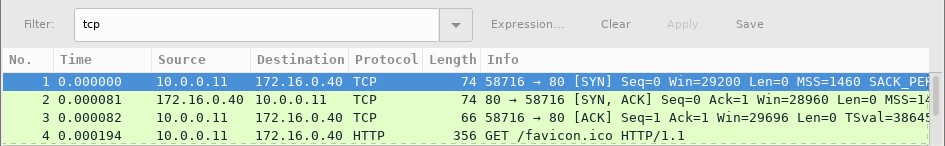 Filter: tcp Expression... Clear Apply Save
No. Time Source Destination Protocol Length Info
1 0.000000 10.0.0.11 172.16.0.40 TCP 74 58716 → 80 [SYN] Seq=0 Win=29200 Len=0 MSS=1460 SACK_PER
2 0.000081 172.16.0.40 10.0.0.11 TCP 74 80 → 58716 [SYN, ACK] Seq=0 Ack=1 Win=28960 Len=0 MSS=14
3 0.000082 10.0.0.11 172.16.0.40 TCP 66 58716 → 80 [ACK] Seq=1 Ack=1 Win=29696 Len=0 TSval=38645
4 0.000194 10.0.0.11 172.16.0.40 HTTP 356 GET /favicon.ico HTTP/1.1